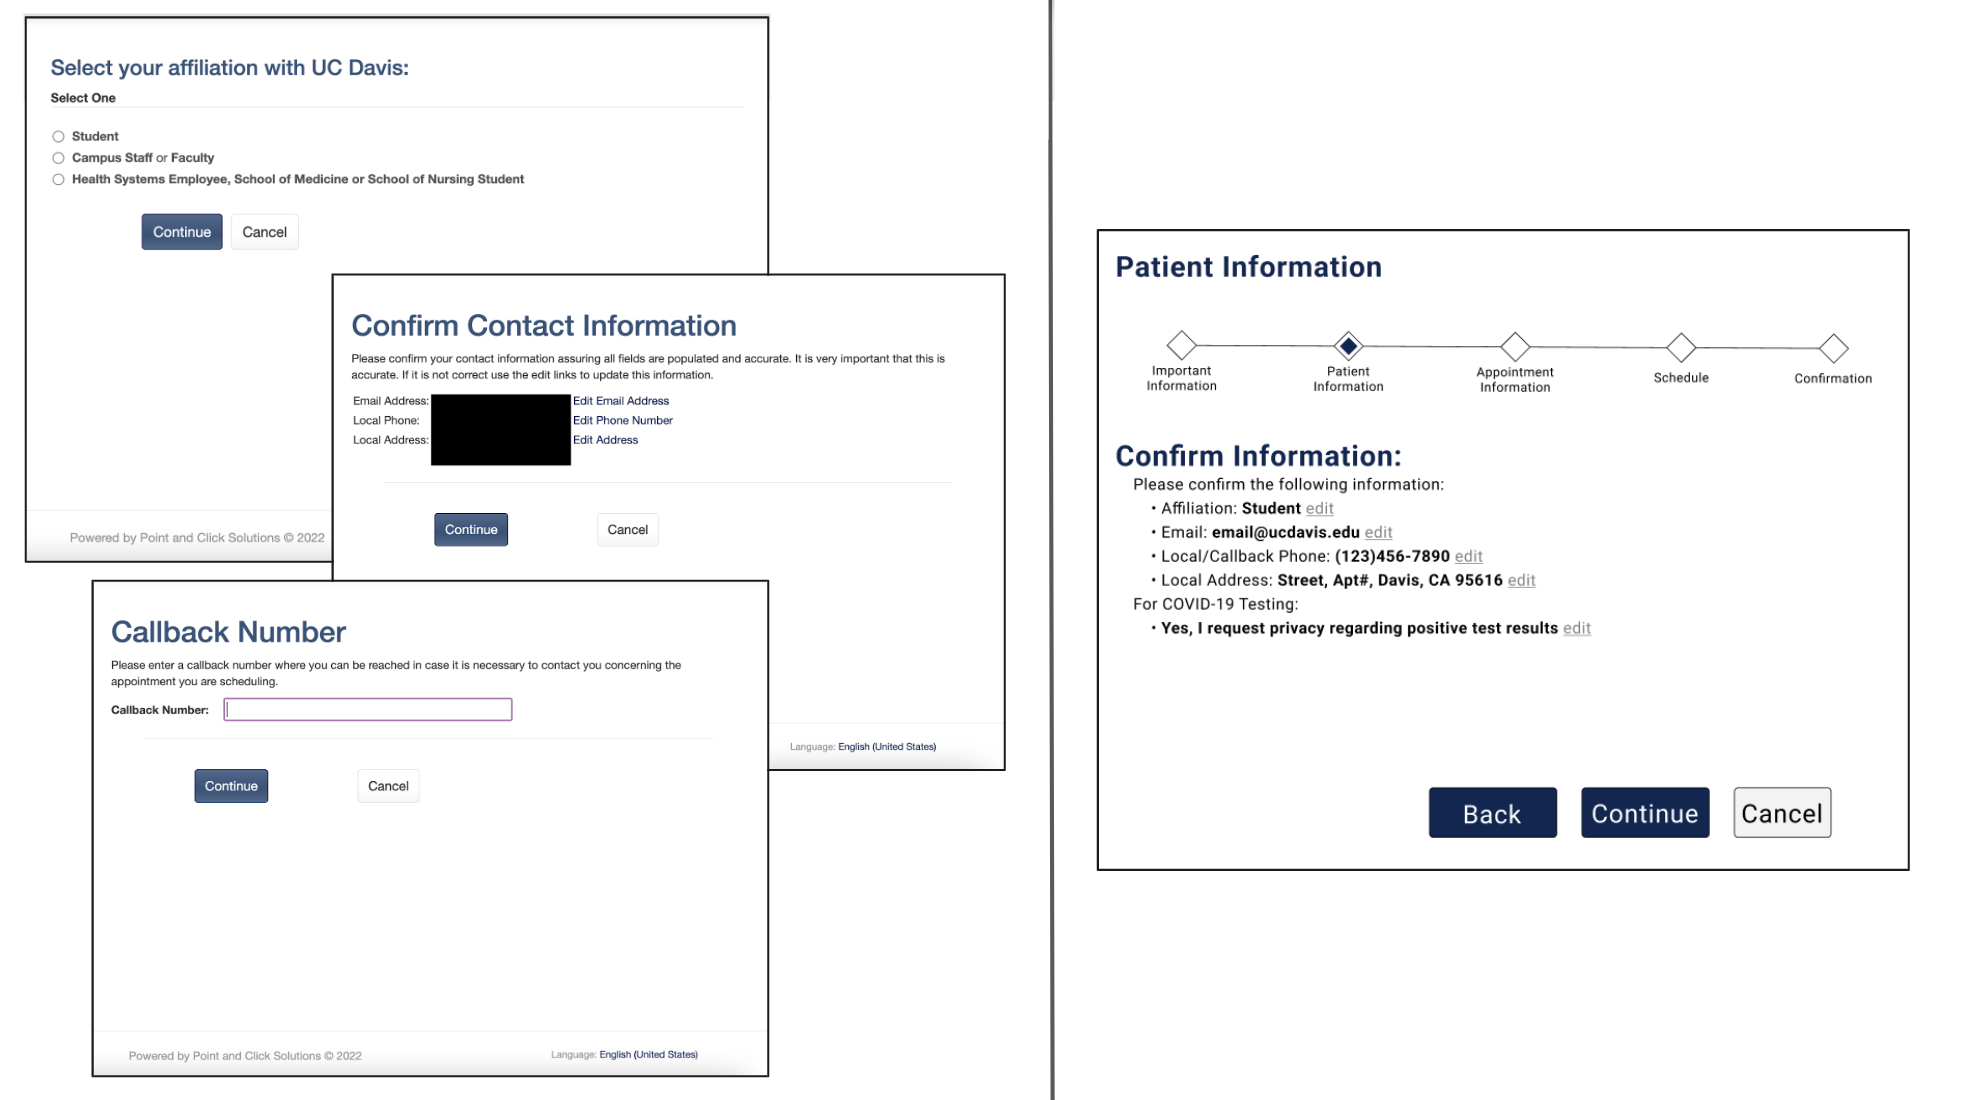 Select your affiliation with UC Davis:
Select One
Student
Campus Staff or Faculty
Health Systems Employee, School of Medicine or School of Nursing Student
Continue Cancel
Powered by Point and Click Solutions © 2022
Confirm Contact Information
Please confirm your contact information assuring all fields are populated and accurate. It is very important that this is
accurate. If it is not correct use the edit links to update this information.
Email Address: Edit Email Address
Local Phone: Edit Phone Number
Local Address: Edit Address
Continue Cancel
Language: English (United States)
Callback Number
Please enter a callback number where you can be reached in case it is necessary to contact you concerning the
appointment you are scheduling.
Callback Number:
Continue Cancel
Powered by Point and Click Solutions © 2022 Language: English (United States)
Patient Information
Important
Information
Patient
Information
Appointment
Information
Schedule
Confirmation
Confirm Information:
Please confirm the following information:
• Affiliation: Student edit
• Email: email@ucdavis.edu edit
• Local/Callback Phone: (123)456-7890 edit
• Local Address: Street, Apt#, Davis, CA 95616 edit
For COVID-19 Testing:
• Yes, I request privacy regarding positive test results edit
Back Continue Cancel